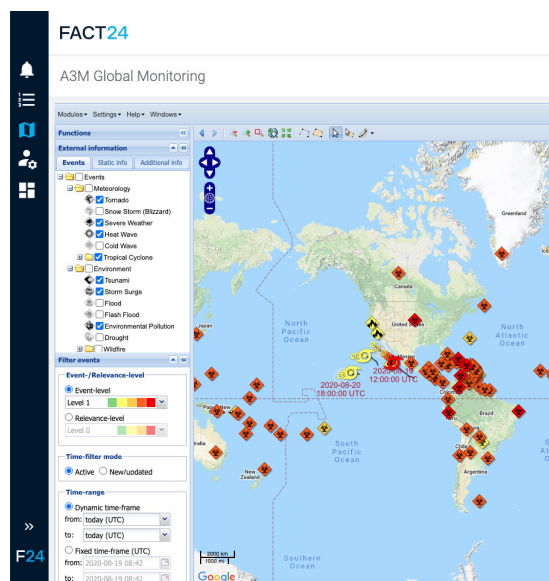 FACT24
A3M Global Monitoring
Modules Settings Help Windows
Functions
External information
Events Static info Additional info
Events
Meteorology
Tornado
Snow Storm (Blizzard)
Severe Weather
Heat Wave
Cold Wave
Tropical Cyclone
Environment
Tsunami
Storm Surge
Flood
Flash Flood
Environmental Pollution
Drought
Wildfire
Filter events
Event-/Relevance-level
Event-level
Level 1
Relevance-level
Level 0
Time-filter mode
Active New/updated
Time-range
Dynamic time-frame
from: today (UTC)
to: today (UTC)
Fixed time-frame (UTC)
from: 2020-08-19 08:42
to: 2020-08-19 08:42
F24
Greenland
Canada
North
Pacific
Ocean
United
North
Atlantic
Ocean
Japan
Mexico
2020-08-19
12:00:00 UTC
2020-08-20
18:00:00 UTC
Brazil
Peru
South
Pacific
Ocean
Chile
Argentina
New
Zealand
Southern
Ocean
2000 km
1000 mi
Google